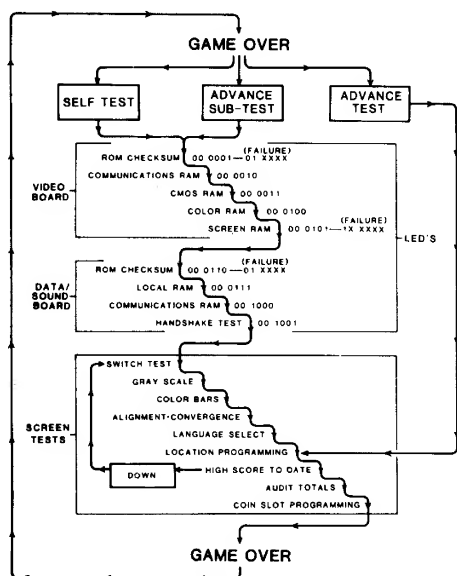 GAME OVER
SELF TEST
ADVANCE
SUB-TEST
ADVANCE
TEST
ROM CHECKSUM 00 0001—01 XXXX (FAILURE)
COMMUNICATIONS RAM 00 0010
VIDEO
BOARD
CMOS RAM 00 0011
COLOR RAM 00 0100
SCREEN RAM 00 0101—1X XXXX (FAILURE)
LED'S
ROM CHECKSUM 00 0110—01 XXXX (FAILURE)
LOCAL RAM 00 0111
DATA/
SOUND
BOARD
COMMUNICATIONS RAM 00 1000
HANDSHAKE TEST 00 1001
SWITCH TEST
GRAY SCALE
COLOR BARS
ALIGNMENT-CONVERGENCE
SCREEN
TESTS
LANGUAGE SELECT
LOCATION PROGRAMMING
DOWN
HIGH SCORE TO DATE
AUDIT TOTALS
COIN SLOT PROGRAMMING
GAME OVER